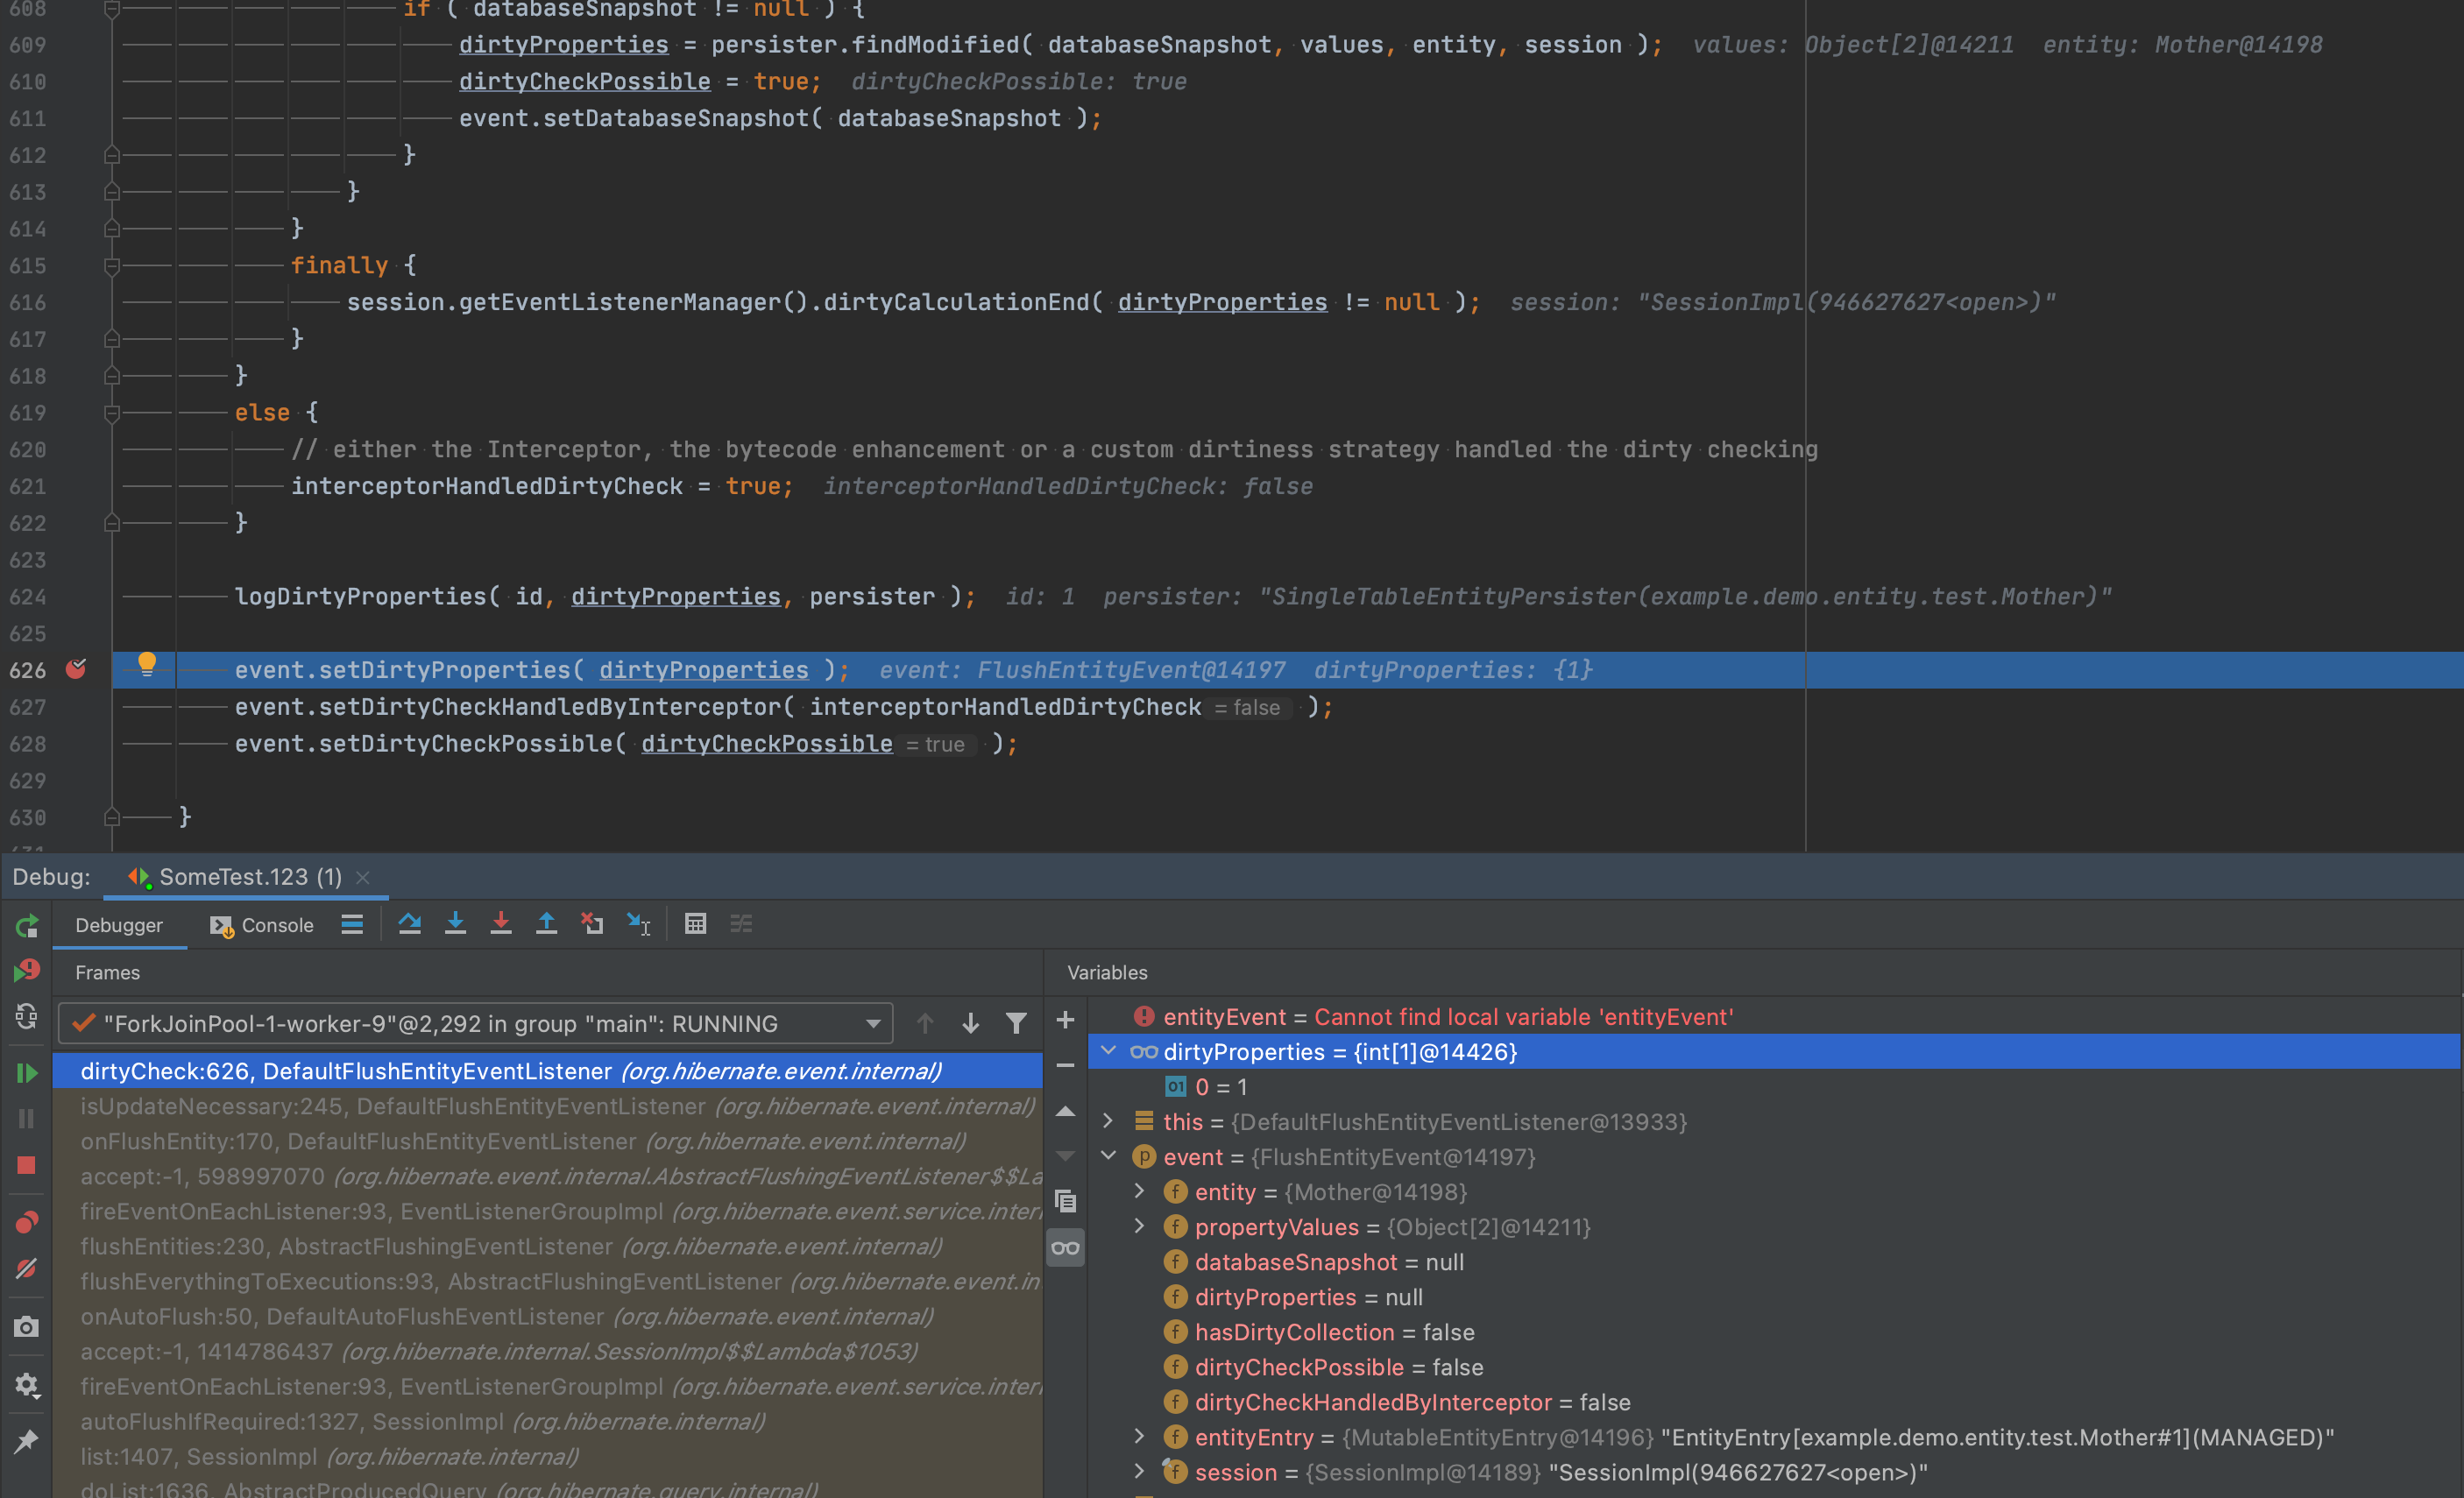 608 if ( databaseSnapshot != null ) {
609 dirtyProperties = persister.findModified( databaseSnapshot, values, entity, session ); values: Object[2]@14211 entity: Mother@14198
610 dirtyCheckPossible = true; dirtyCheckPossible: true
611 event.setDatabaseSnapshot( databaseSnapshot );
612 }
613 }
614 }
615 finally {
616 session.getEventListenerManager().dirtyCalculationEnd( dirtyProperties != null ); session: "SessionImpl(946627627<open>)"
617 }
618 }
619 else {
620 // either the Interceptor, the bytecode enhancement or a custom dirtiness strategy handled the dirty checking
621 interceptorHandledDirtyCheck = true; interceptorHandledDirtyCheck: false
622 }
623
624 logDirtyProperties( id, dirtyProperties, persister ); id: 1 persister: "SingleTableEntityPersister(example.demo.entity.test.Mother)"
625
626 event.setDirtyProperties( dirtyProperties ); event: FlushEntityEvent@14197 dirtyProperties: {1}
627 event.setDirtyCheckHandledByInterceptor( interceptorHandledDirtyCheck = false );
628 event.setDirtyCheckPossible( dirtyCheckPossible = true );
629
630 }
Debug: SomeTest.123 (1)
Debugger Console
Frames
"ForkJoinPool-1-worker-9"@2,292 in group "main": RUNNING
dirtyCheck:626, DefaultFlushEntityEventListener (org.hibernate.event.internal)
isUpdateNecessary:245, DefaultFlushEntityEventListener (org.hibernate.event.internal)
onFlushEntity:170, DefaultFlushEntityEventListener (org.hibernate.event.internal)
accept:-1, 598997070 (org.hibernate.event.internal.AbstractFlushingEventListener$$La
fireEventOnEachListener:93, EventListenerGroupImpl (org.hibernate.event.service.intern
flushEntities:230, AbstractFlushingEventListener (org.hibernate.event.internal)
flushEverythingToExecutions:93, AbstractFlushingEventListener (org.hibernate.event.in
onAutoFlush:50, DefaultAutoFlushEventListener (org.hibernate.event.internal)
accept:-1, 1414786437 (org.hibernate.internal.SessionImpl$$Lambda$1053)
fireEventOnEachListener:93, EventListenerGroupImpl (org.hibernate.event.service.intern
autoFlushIfRequired:1327, SessionImpl (org.hibernate.internal)
list:1407, SessionImpl (org.hibernate.internal)
doList:1636, AbstractProducedQuery (org.hibernate.query.internal)
Variables
entityEvent = Cannot find local variable 'entityEvent'
dirtyProperties = {int[1]@14426}
01 0 = 1
this = {DefaultFlushEntityEventListener@13933}
p event = {FlushEntityEvent@14197}
f entity = {Mother@14198}
f propertyValues = {Object[2]@14211}
f databaseSnapshot = null
f dirtyProperties = null
f hasDirtyCollection = false
f dirtyCheckPossible = false
f dirtyCheckHandledByInterceptor = false
f entityEntry = {MutableEntityEntry@14196} "EntityEntry[example.demo.entity.test.Mother#1](MANAGED)"
f session = {SessionImpl@14189} "SessionImpl(946627627<open>)"